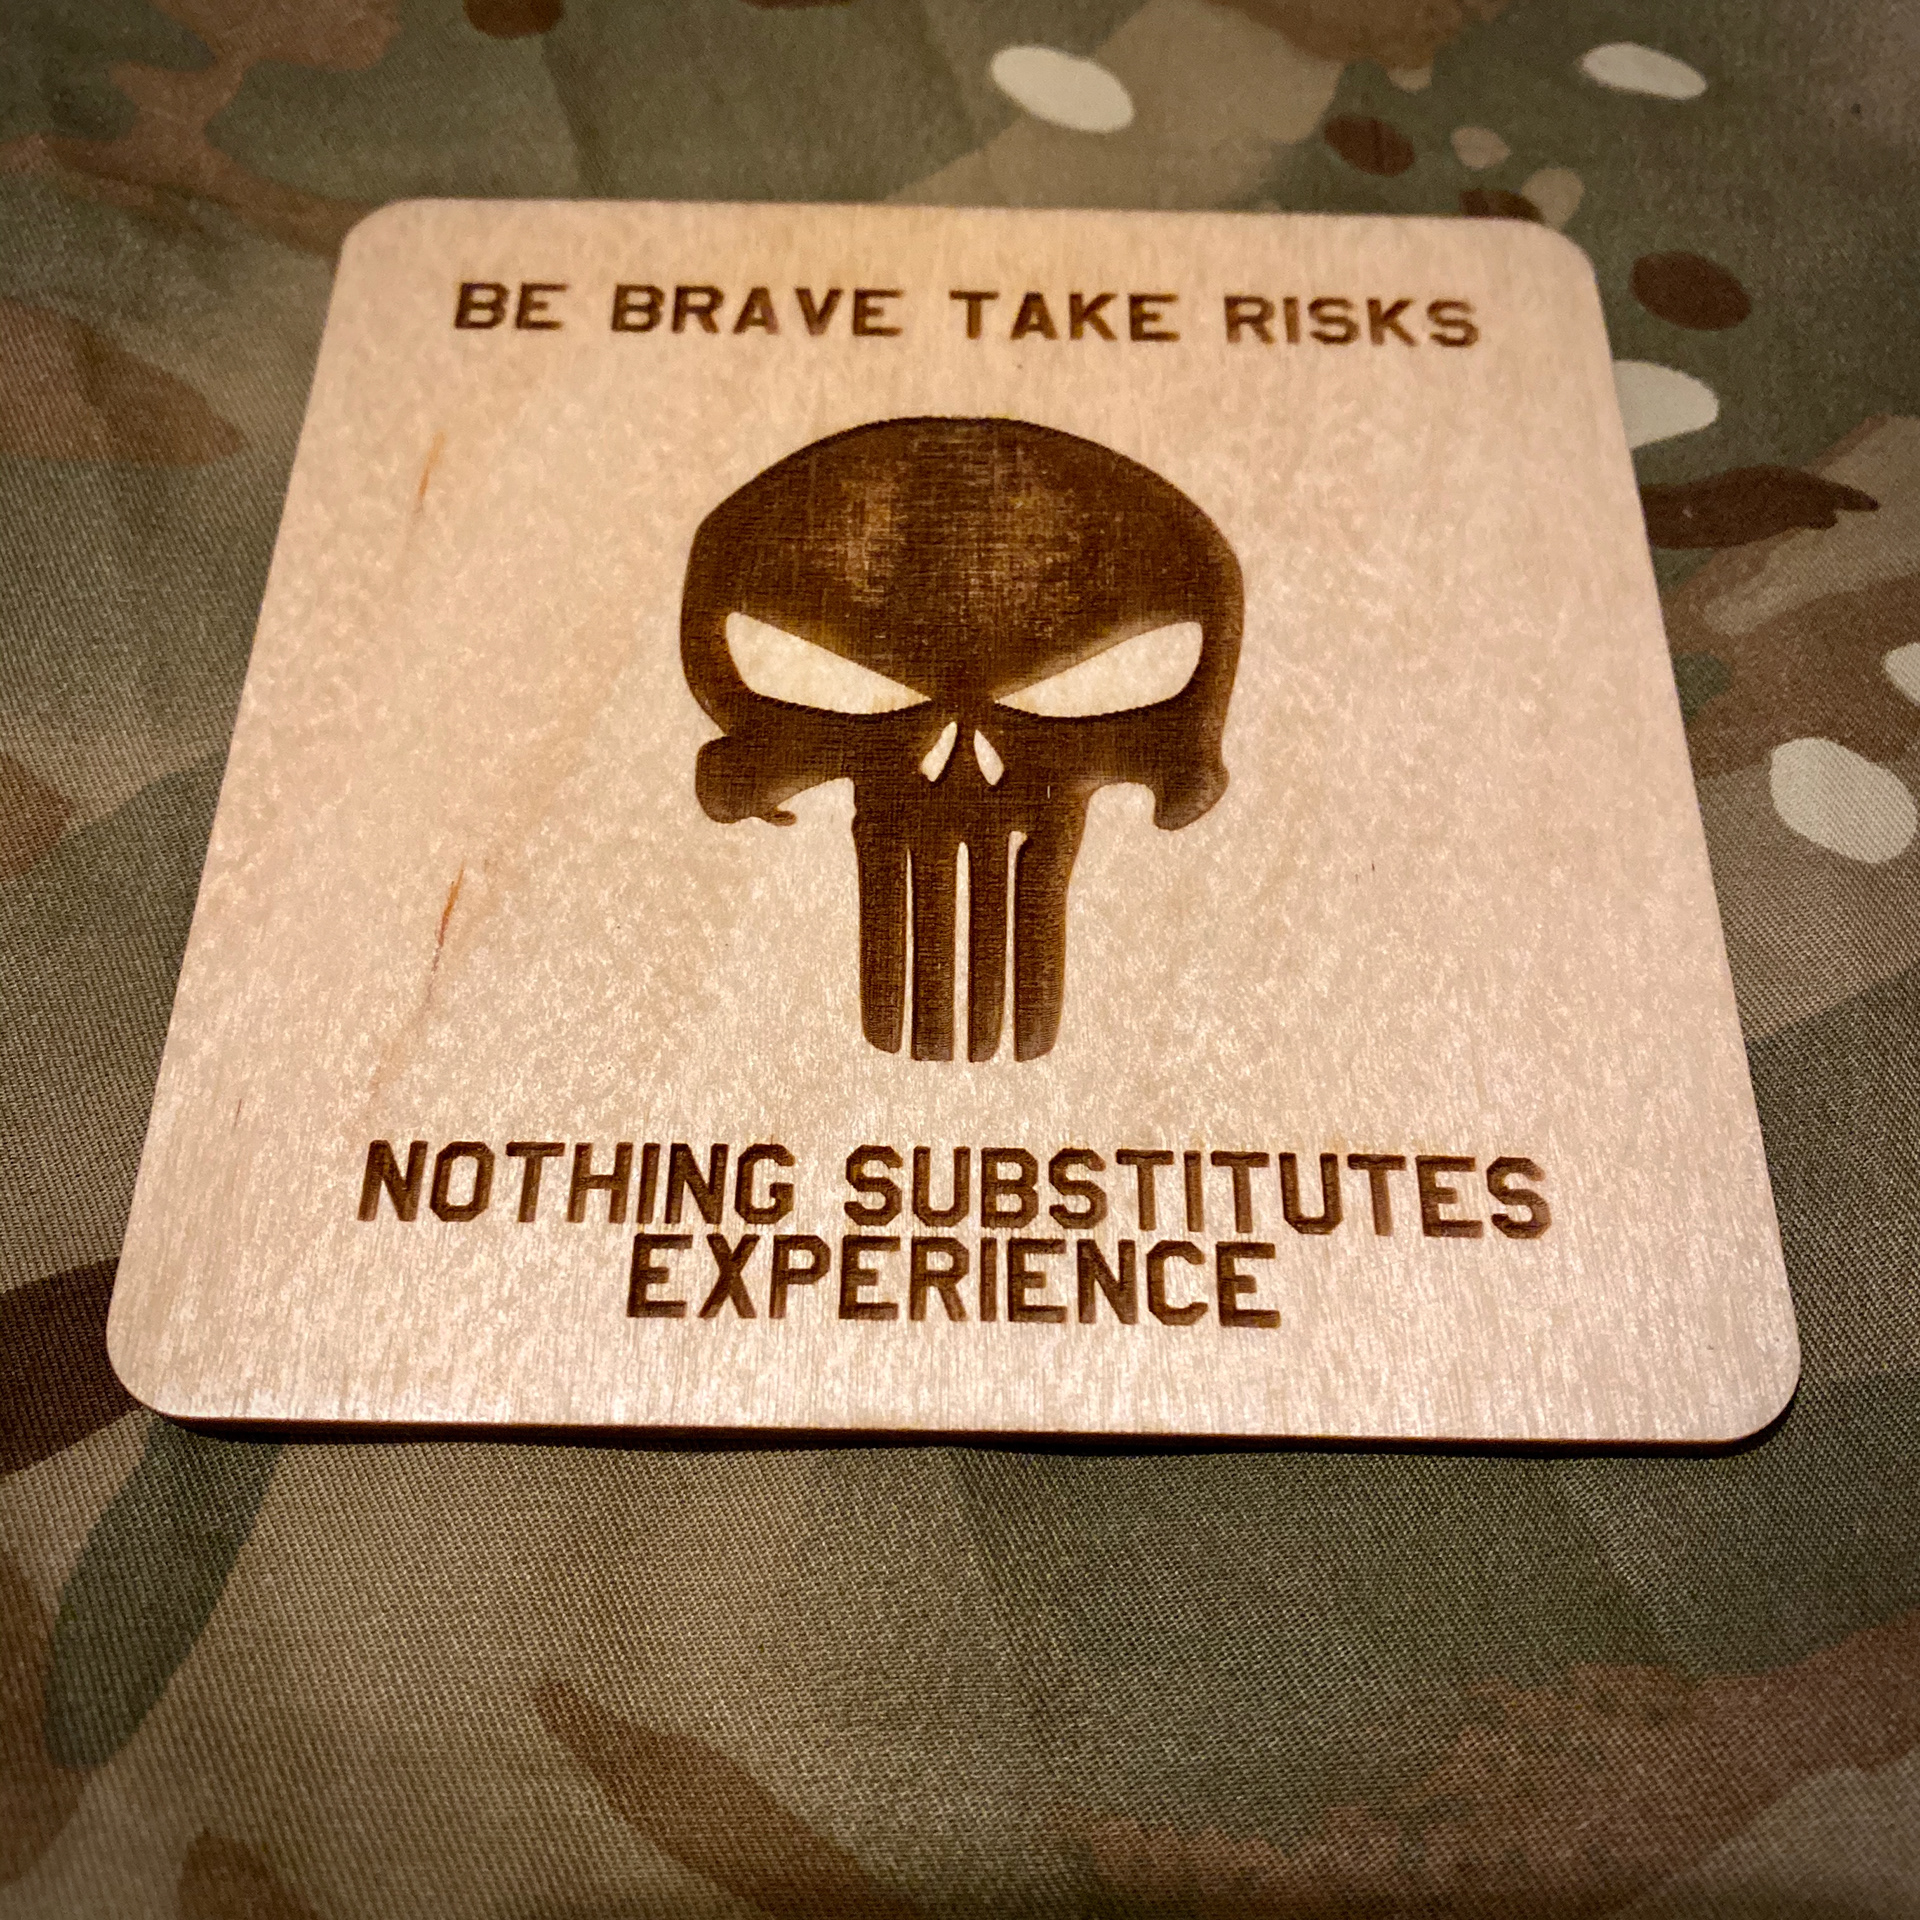 BE BRAVE TAKE RISKS
NOTHING SUBSTITUTES
EXPERIENCE